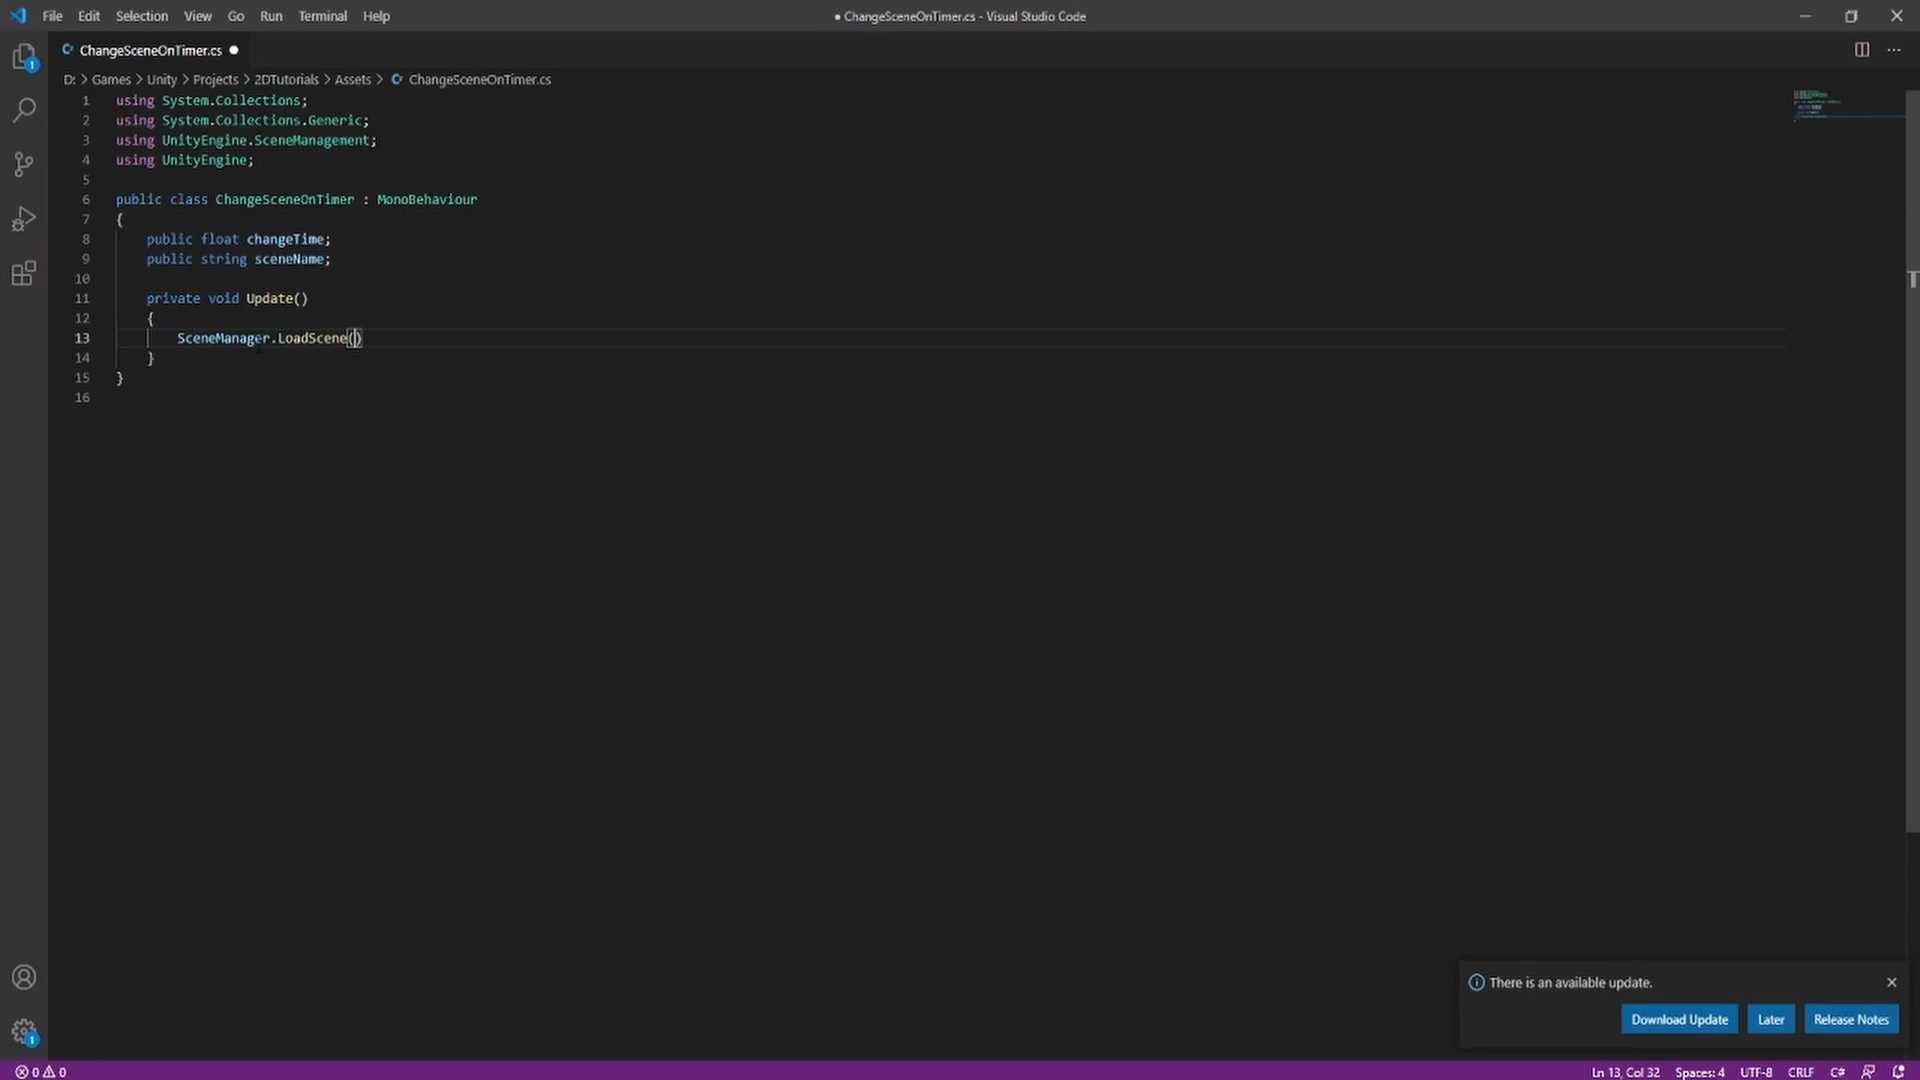 File Edit Selection View Go Run Terminal Help
● ChangeSceneOnTimer.cs - Visual Studio Code
ChangeSceneOnTimer.cs ●
D: > Games > Unity > Projects > 2DTutorials > Assets > ChangeSceneOnTimer.cs
1 using System.Collections;
2 using System.Collections.Generic;
3 using UnityEngine.SceneManagement;
4 using UnityEngine;
5
6 public class ChangeSceneOnTimer : MonoBehaviour
7 {
8 public float changeTime;
9 public string sceneName;
10
11 private void Update()
12 {
13 SceneManager.LoadScene()
14 }
15 }
16
1
1
There is an available update.
Download Update Later Release Notes
0 0
Ln 13, Col 32 Spaces: 4 UTF-8 CRLF C#